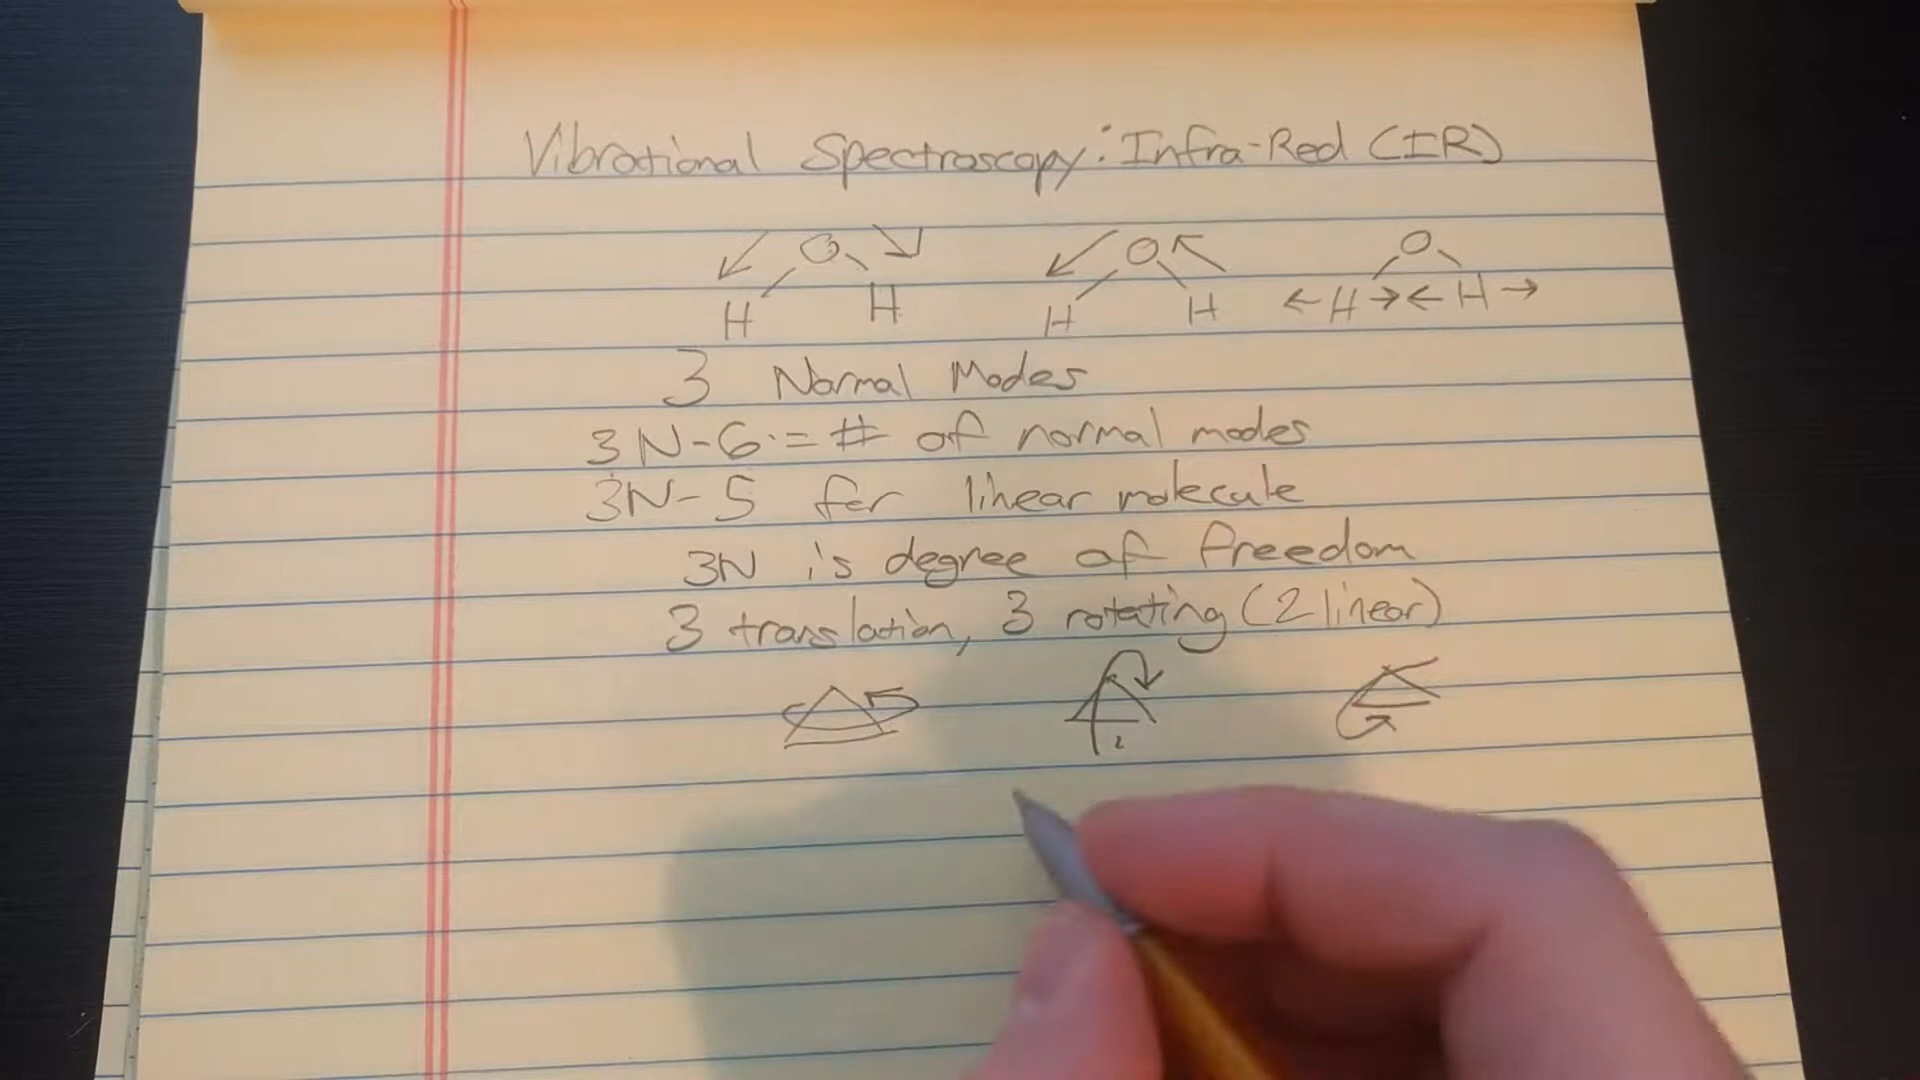 Vibrational Spectroscopy: Infra-Red (IR)
O O O
H H H H ←H→←H→
3 Normal Modes
3N-6 = # of normal modes
3N-5 for linear molecule
3N is degree of freedom
3 translation, 3 rotating (2 linear)